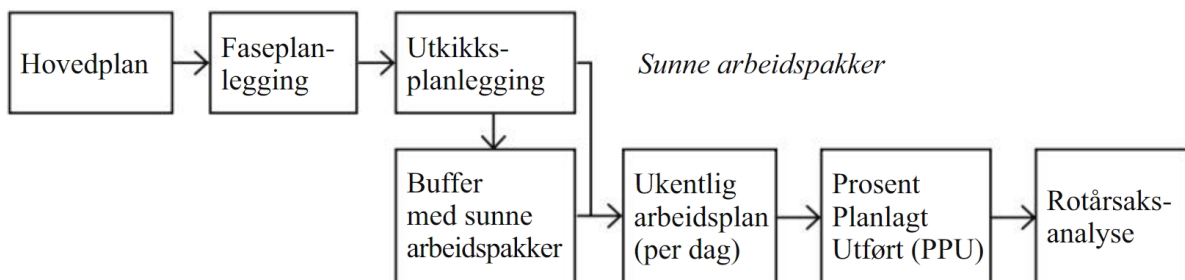 Hovedplan
Faseplan-
legging
Utkikks-
planlegging
Sunne arbeidspakker
Buffer
med sunne
arbeidspakker
Ukentlig
arbeidsplan
(per dag)
Prosent
Planlagt
Utført (PPU)
Rotårsaks-
analyse